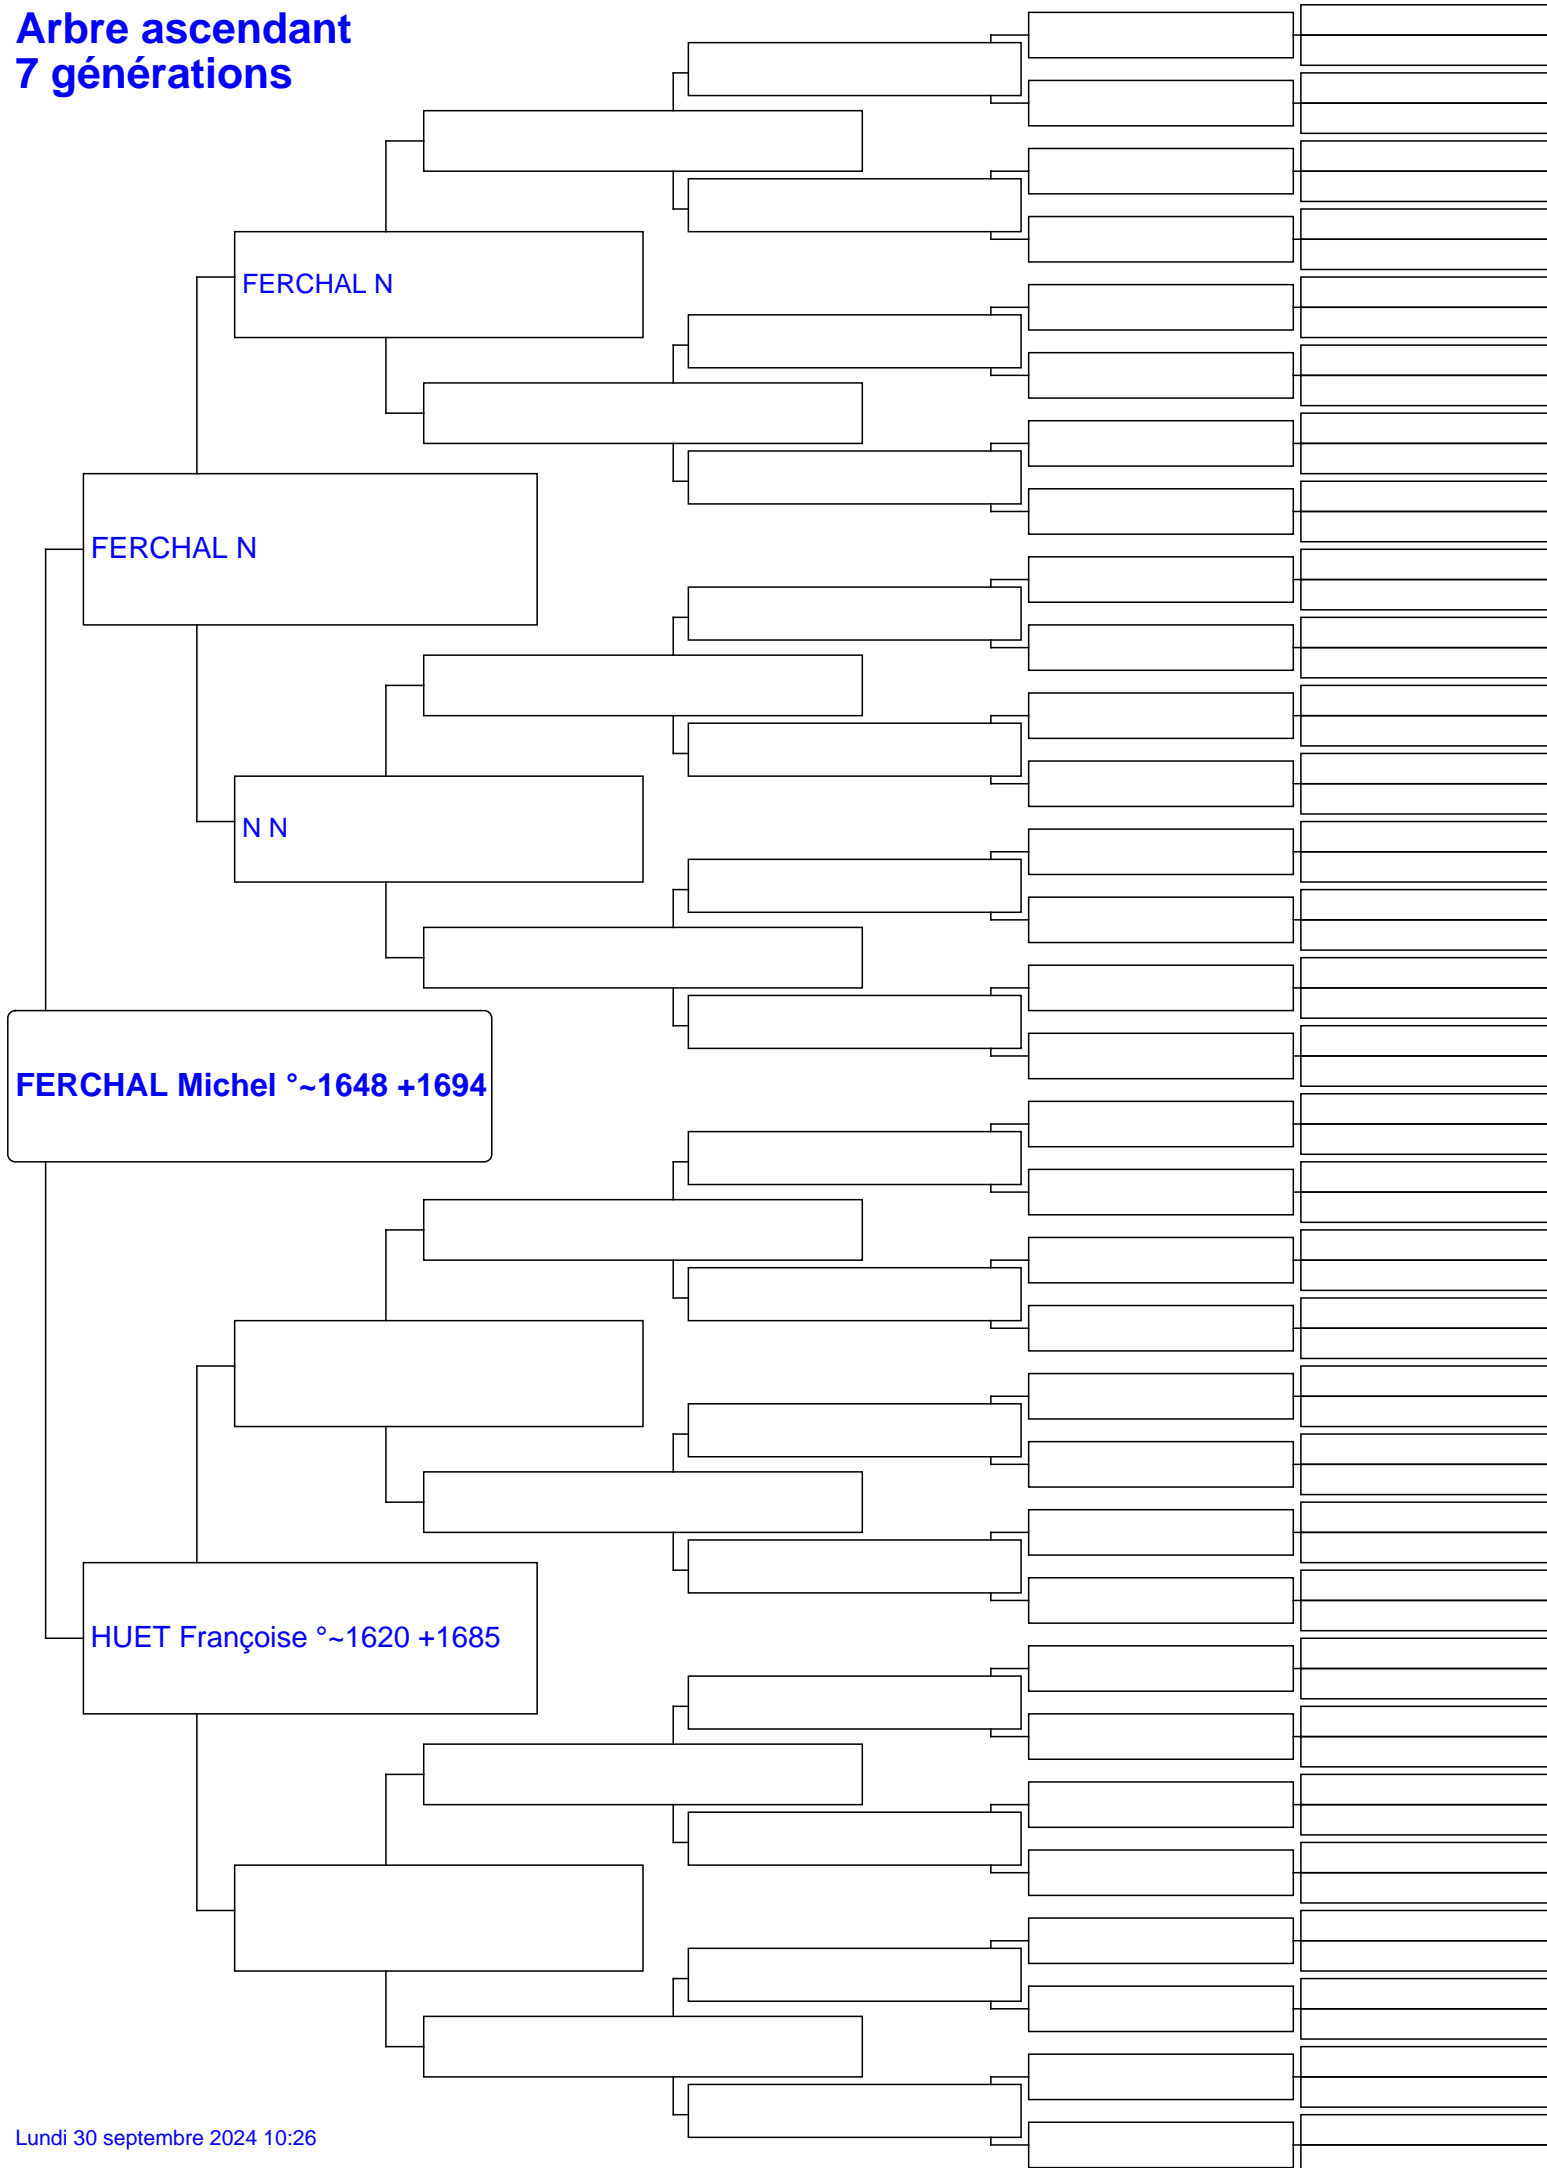 Arbre ascendant
7 générations
FERCHAL N
FERCHAL N
N N
FERCHAL Michel °~1648 +1694
HUET Françoise °~1620 +1685
Lundi 30 septembre 2024 10:26